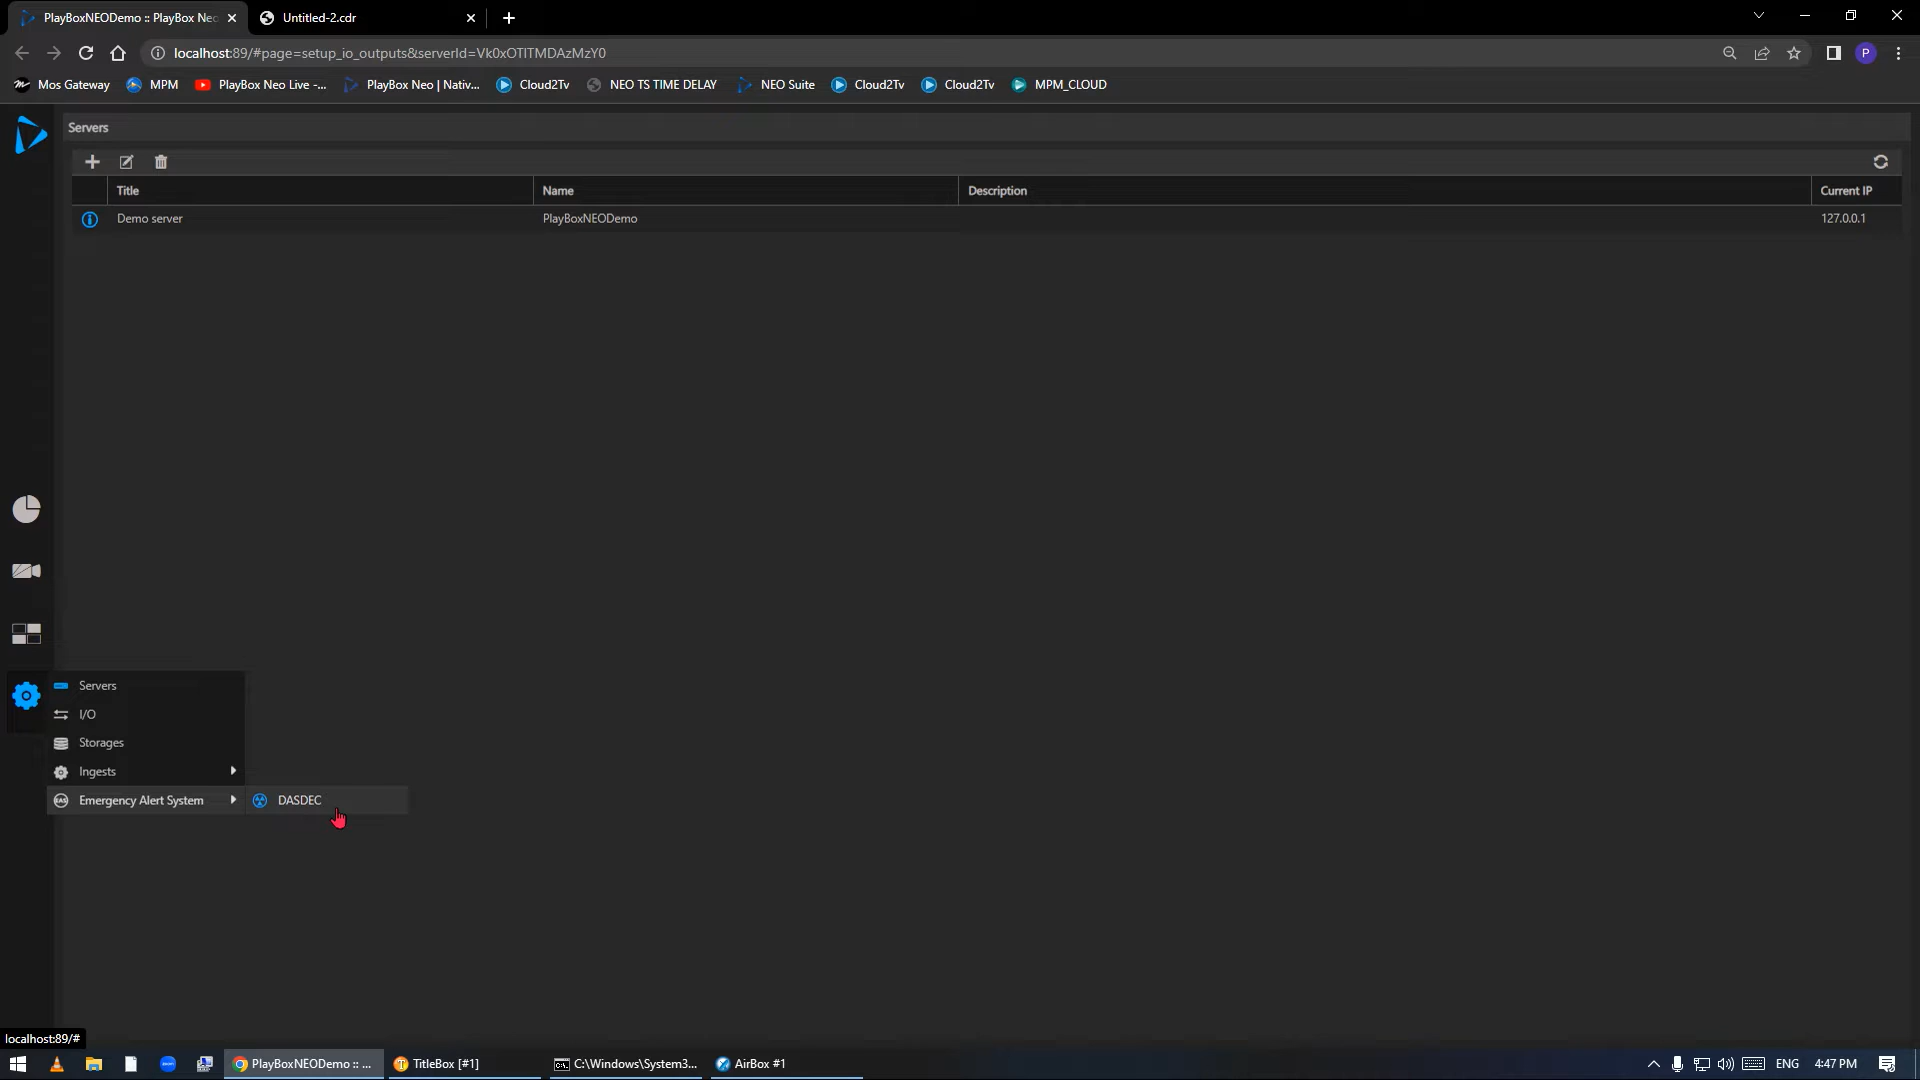 PlayBoxNEODemo :: PlayBox Neo
Untitled-2.cdr
localhost:89/#page=setup_io_outputs&serverId=Vk0xOTlTMDAzMzY0
P
Mos Gateway
MPM
PlayBox Neo Live -...
PlayBox Neo | Nativ...
Cloud2Tv
NEO TS TIME DELAY
NEO Suite
Cloud2Tv
Cloud2Tv
MPM_CLOUD
Servers
Title
Name
Description
Current IP
Demo server
PlayBoxNEODemo
127.0.0.1
Servers
I/O
Storages
Ingests
EAS
Emergency Alert System
DASDEC
localhost:89/#
PlayBoxNEODemo :: ...
TitleBox [#1]
C:\Windows\System3...
AirBox #1
ENG
4:47 PM